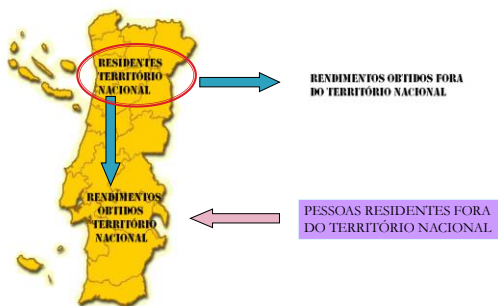 RESIDENTES
TERRITÓRIO
NACIONAL
RENDIMENTOS OBTIDOS FORA
DO TERRITÓRIO NACIONAL
RENDIMENTOS
OBTIDOS
TERRITÓRIO
NACIONAL
PESSOAS RESIDENTES FORA
DO TERRITÓRIO NACIONAL